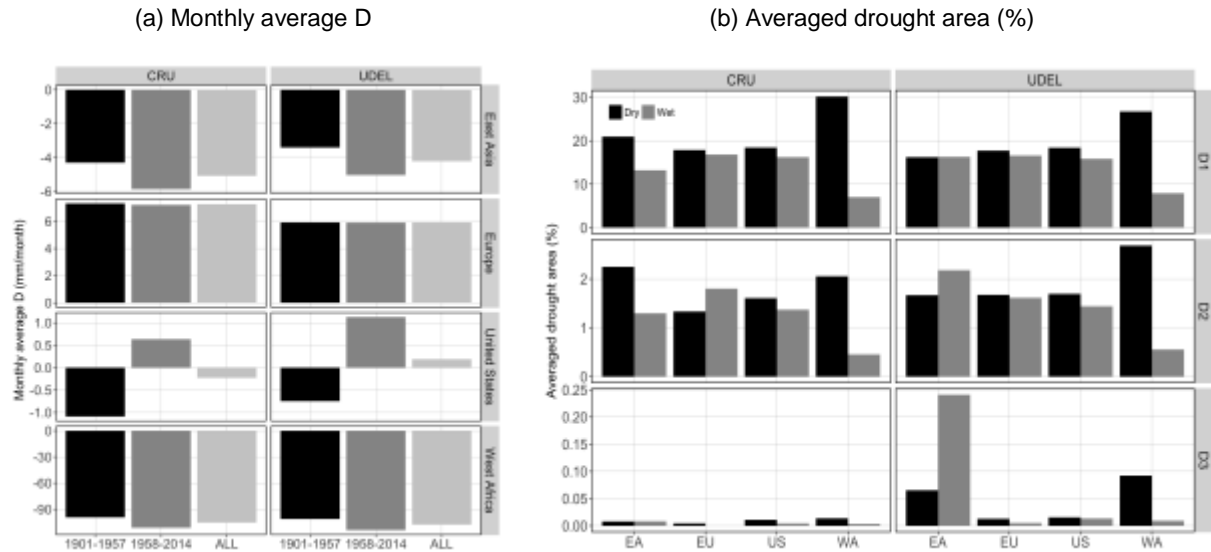 (a) Monthly average D
(b) Averaged drought area (%)
CRU
UDEL
Monthly average D (mm/month)
0
-2
-4
-6
East Asia
6
4
2
0
Europe
1.0
0.5
0.0
-0.5
-1.0
United States
0
-30
-60
-90
West Africa
1901-1957 1958-2014 ALL
1901-1957 1958-2014 ALL
CRU
UDEL
Averaged drought area (%)
Dry Wet
30
20
10
0
D1
2
1
0
D2
0.25
0.20
0.15
0.10
0.05
0.00
D3
EA EU US WA
EA EU US WA